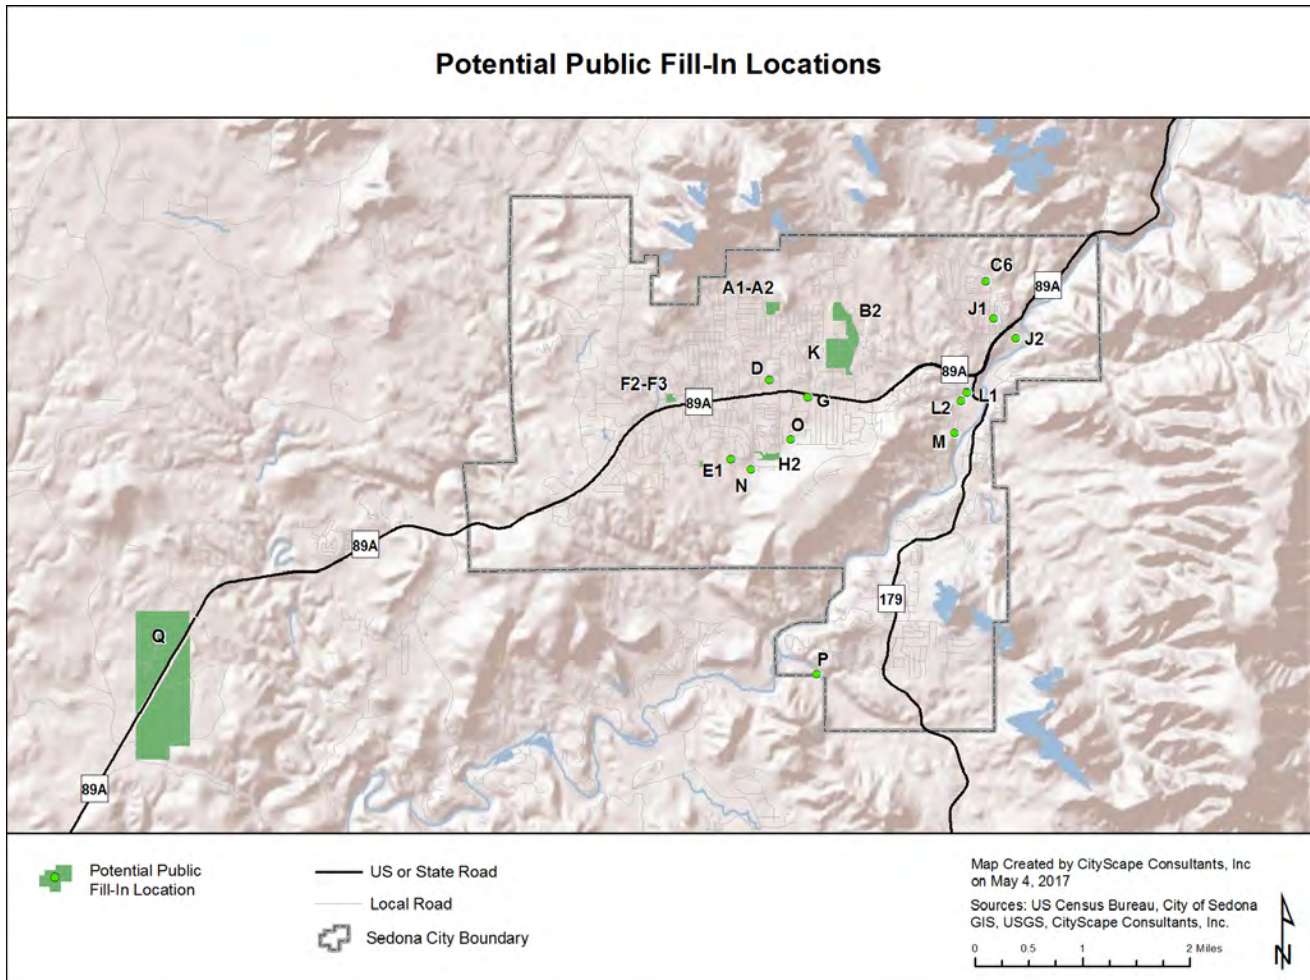 Potential Public Fill-In Locations
C6
89A
A1-A2
B2
J1
J2
K
89A
D
F2-F3
89A
G
L1
L2
O
M
E1
H2
N
89A
179
Q
P
89A
Potential Public
Fill-In Location
US or State Road
Local Road
Sedona City Boundary
Map Created by CityScape Consultants, Inc
on May 4, 2017
Sources: US Census Bureau, City of Sedona
GIS, USGS, CityScape Consultants, Inc.
0 0.5 1 2 Miles
N